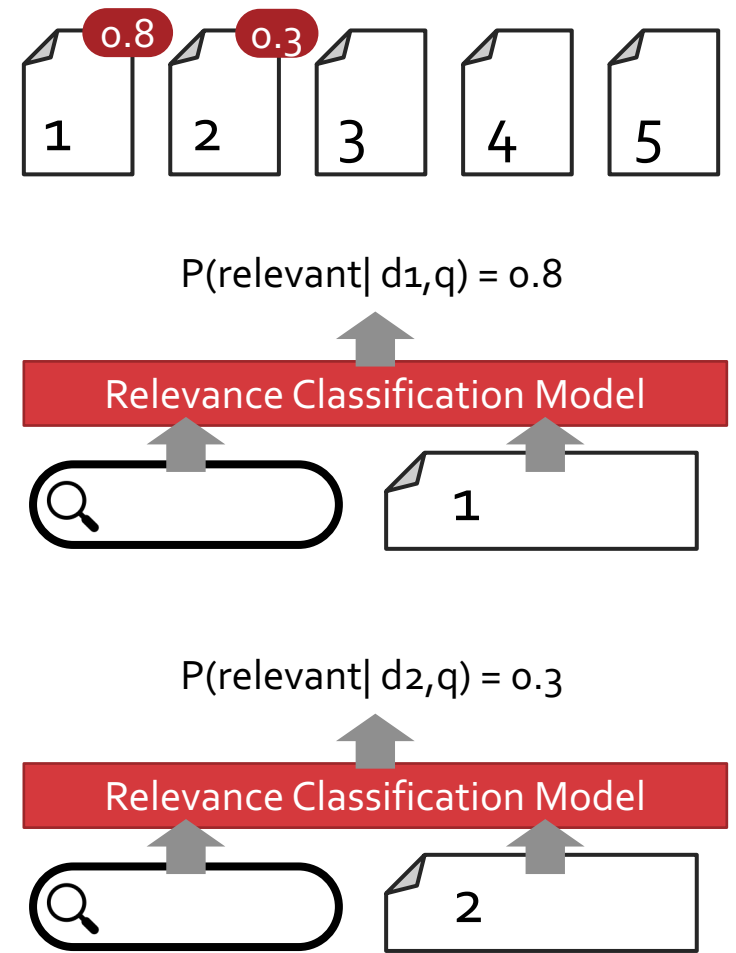 0.8 0.3
1 2 3 4 5
P(relevant| d1,q) = 0.8
Relevance Classification Model
1
P(relevant| d2,q) = 0.3
Relevance Classification Model
2